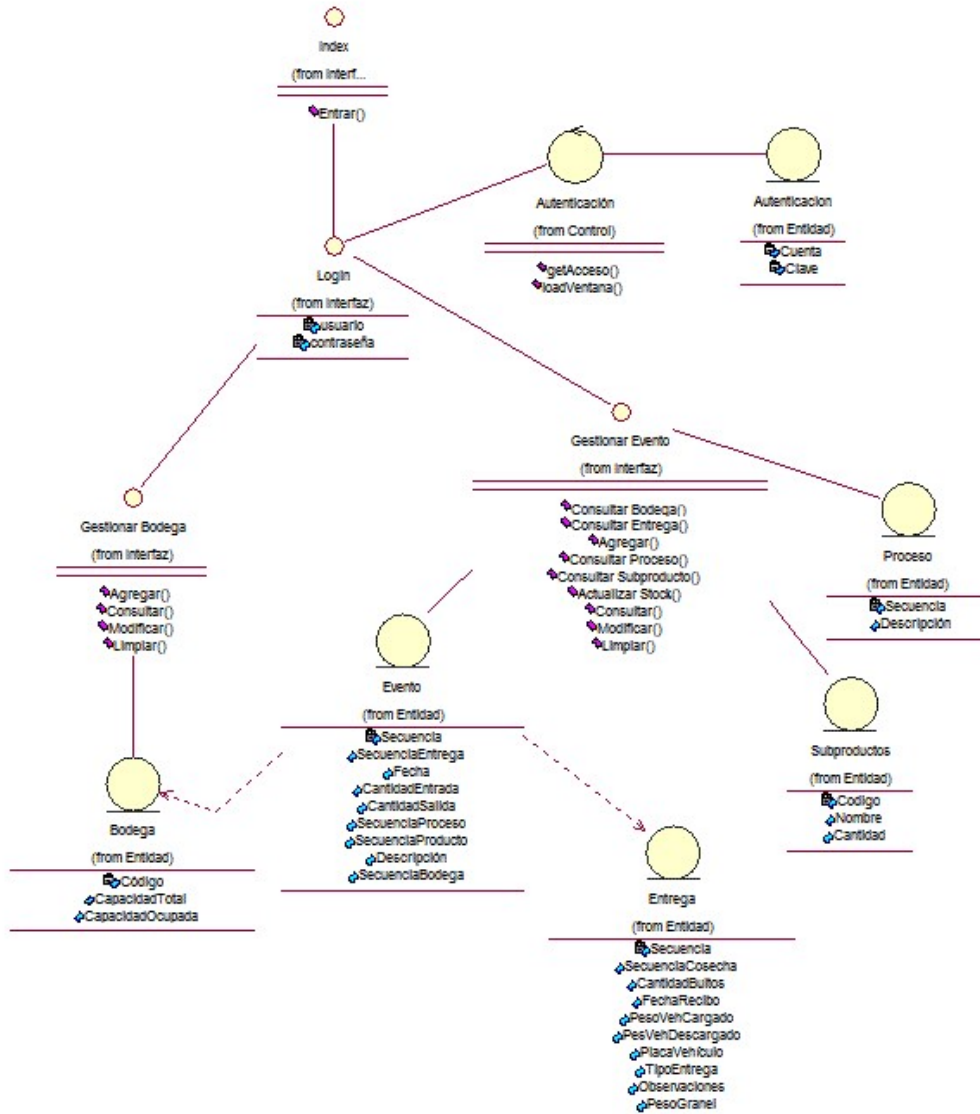 Index
(from Interf...
Entrar()
Autenticación
(from Control)
getAcceso()
loadVentana()
Autenticacion
(from Entidad)
Cuenta
Clave
Login
(from Interfaz)
usuario
contraseña
Gestionar Evento
(from Interfaz)
Consultar Bodega()
Consultar Entrega()
Agregar()
Consultar Proceso()
Consultar Subproducto()
Actualizar Stock()
Consultar()
Modificar()
Limpiar()
Gestionar Bodega
(from Interfaz)
Agregar()
Consultar()
Modificar()
Limpiar()
Proceso
(from Entidad)
Secuencia
Descripción
Evento
(from Entidad)
Secuencia
SecuenciaEntrega
Fecha
CantidadEntrada
CantidadSalida
SecuenciaProceso
SecuenciaProducto
Descripción
SecuenciaBodega
Subproductos
(from Entidad)
Codigo
Nombre
Cantidad
Bodega
(from Entidad)
Código
CapacidadTotal
CapacidadOcupada
Entrega
(from Entidad)
Secuencia
SecuenciaCosecha
CantidadBultos
FechaRecibo
PesoVehCargado
PesVehDescargado
PlacaVehículo
TipoEntrega
Observaciones
PesoGranel